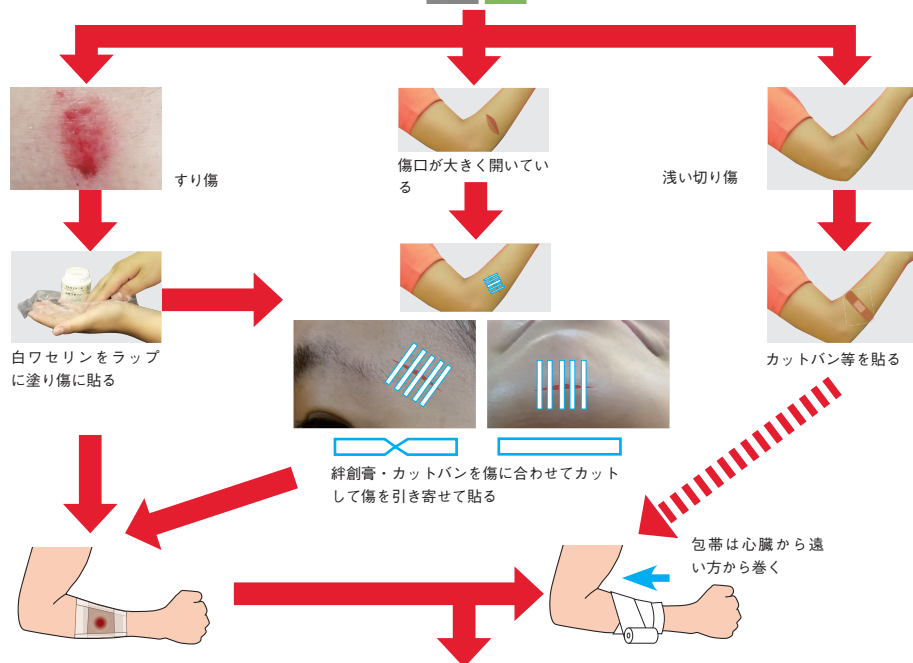 すり傷
傷口が大きく開いてい
る
浅い切り傷
白ワセリンをラップ
に塗り傷に貼る
カットバン等を貼る
絆創膏・カットバンを傷に合わせてカット
して傷を引き寄せて貼る
包帯は心臓から遠
い方から巻く